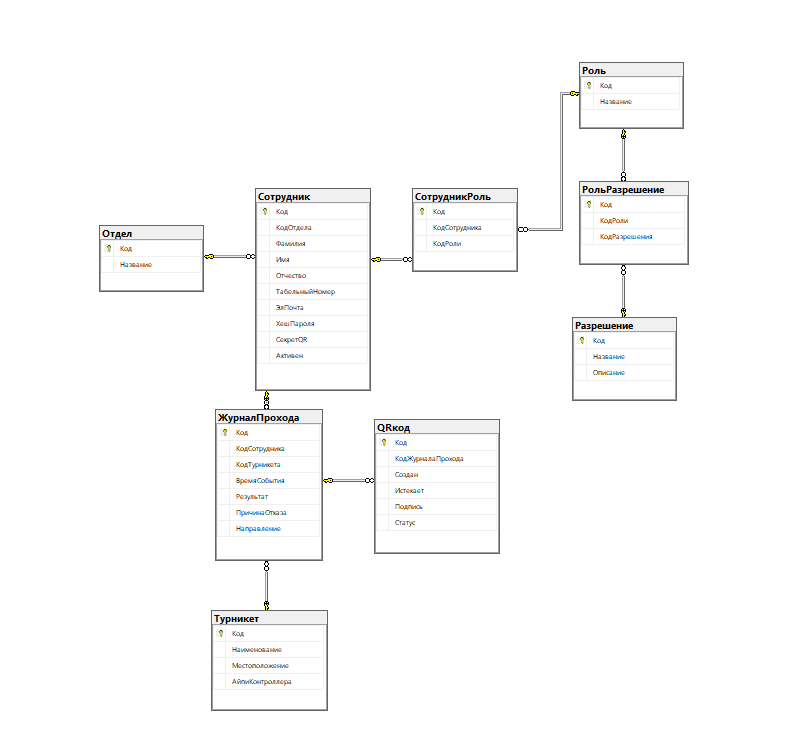 Роль
Код
Название
РольРазрешение
Код
КодРоли
КодРазрешения
Разрешение
Код
Название
Описание
СотрудникРоль
Код
КодСотрудника
КодРоли
Сотрудник
Код
КодОтдела
Фамилия
Имя
Отчество
ТабельныйНомер
ЭлПочта
ХешПароля
СекретQR
Активен
Отдел
Код
Название
ЖурналПрохода
Код
КодСотрудника
КодТурникета
ВремяСобытия
Результат
ПричинаОтказа
Направление
QRкод
Код
КодЖурналаПрохода
Создан
Истекает
Подпись
Статус
Турникет
Код
Наименование
Местоположение
АйпиКонтроллера